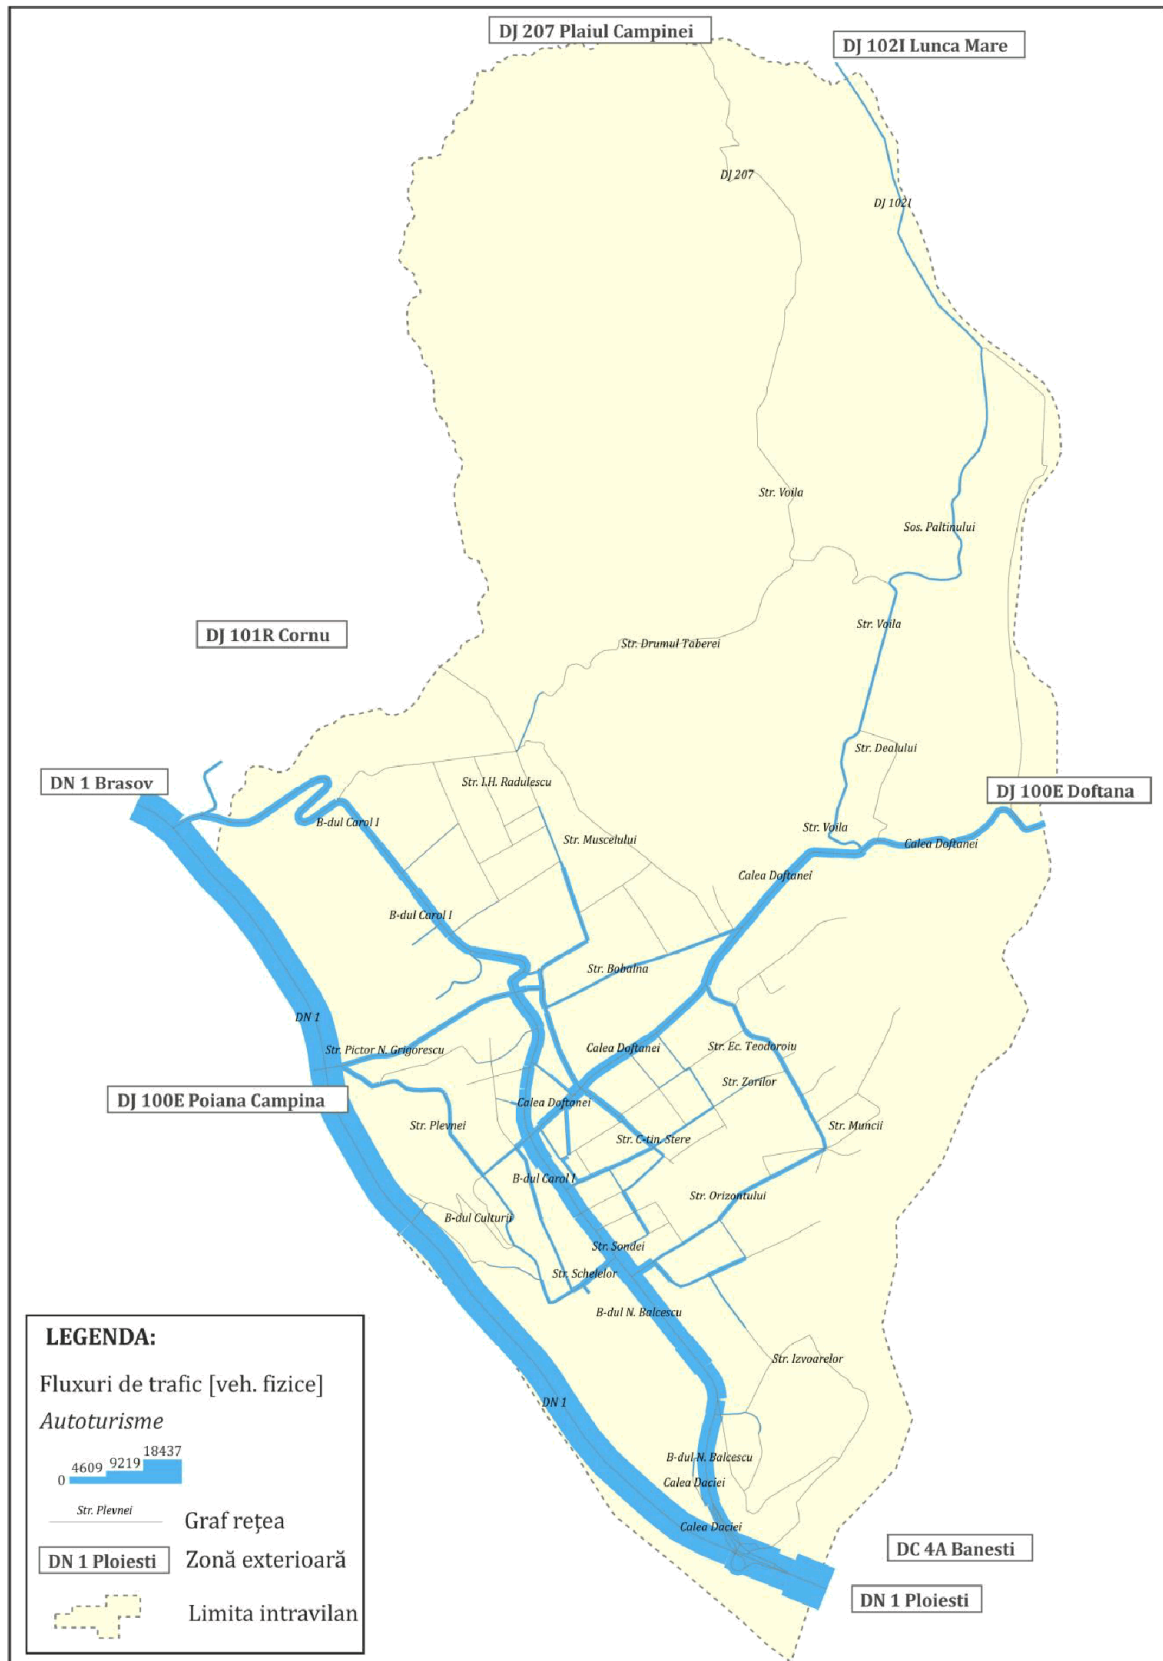 DJ 207 Plaiul Campinei
DJ 102I Lunca Mare
DJ 207
DJ 102I
Str. Voila
Sos. Paltinului
Str. Voila
DJ 101R Cornu
Str. Drumul Taberei
Str. Dealului
DN 1 Brasov
Str. I.H. Radulescu
DJ 100E Doftana
B-dul Carol I
Str. Muscelului
Str. Voila
Calea Doftanei
Calea Doftanei
B-dul Carol I
Str. Bobalna
DN 1
Str. Pictor N. Grigorescu
Calea Doftanei
Str. Ec. Teodoroiu
Str. Zorilor
DJ 100E Poiana Campina
Calea Doftanei
Str. Plevnei
Str. C-tin. Stere
Str. Muncii
B-dul Carol I
Str. Orizontului
B-dul Culturii
Str. Sondei
Str. Schelelor
B-dul N. Balcescu
Str. Izvoarelor
DN 1
B-dul N. Balcescu
Calea Daciei
Calea Daciei
DC 4A Banesti
DN 1 Ploiesti
LEGENDA:
Fluxuri de trafic [veh. fizice]
Autoturisme
0 4609 9219 18437
Str. Plevnei
Graf rețea
DN 1 Ploiesti
Zonă exterioară
Limita intravilan